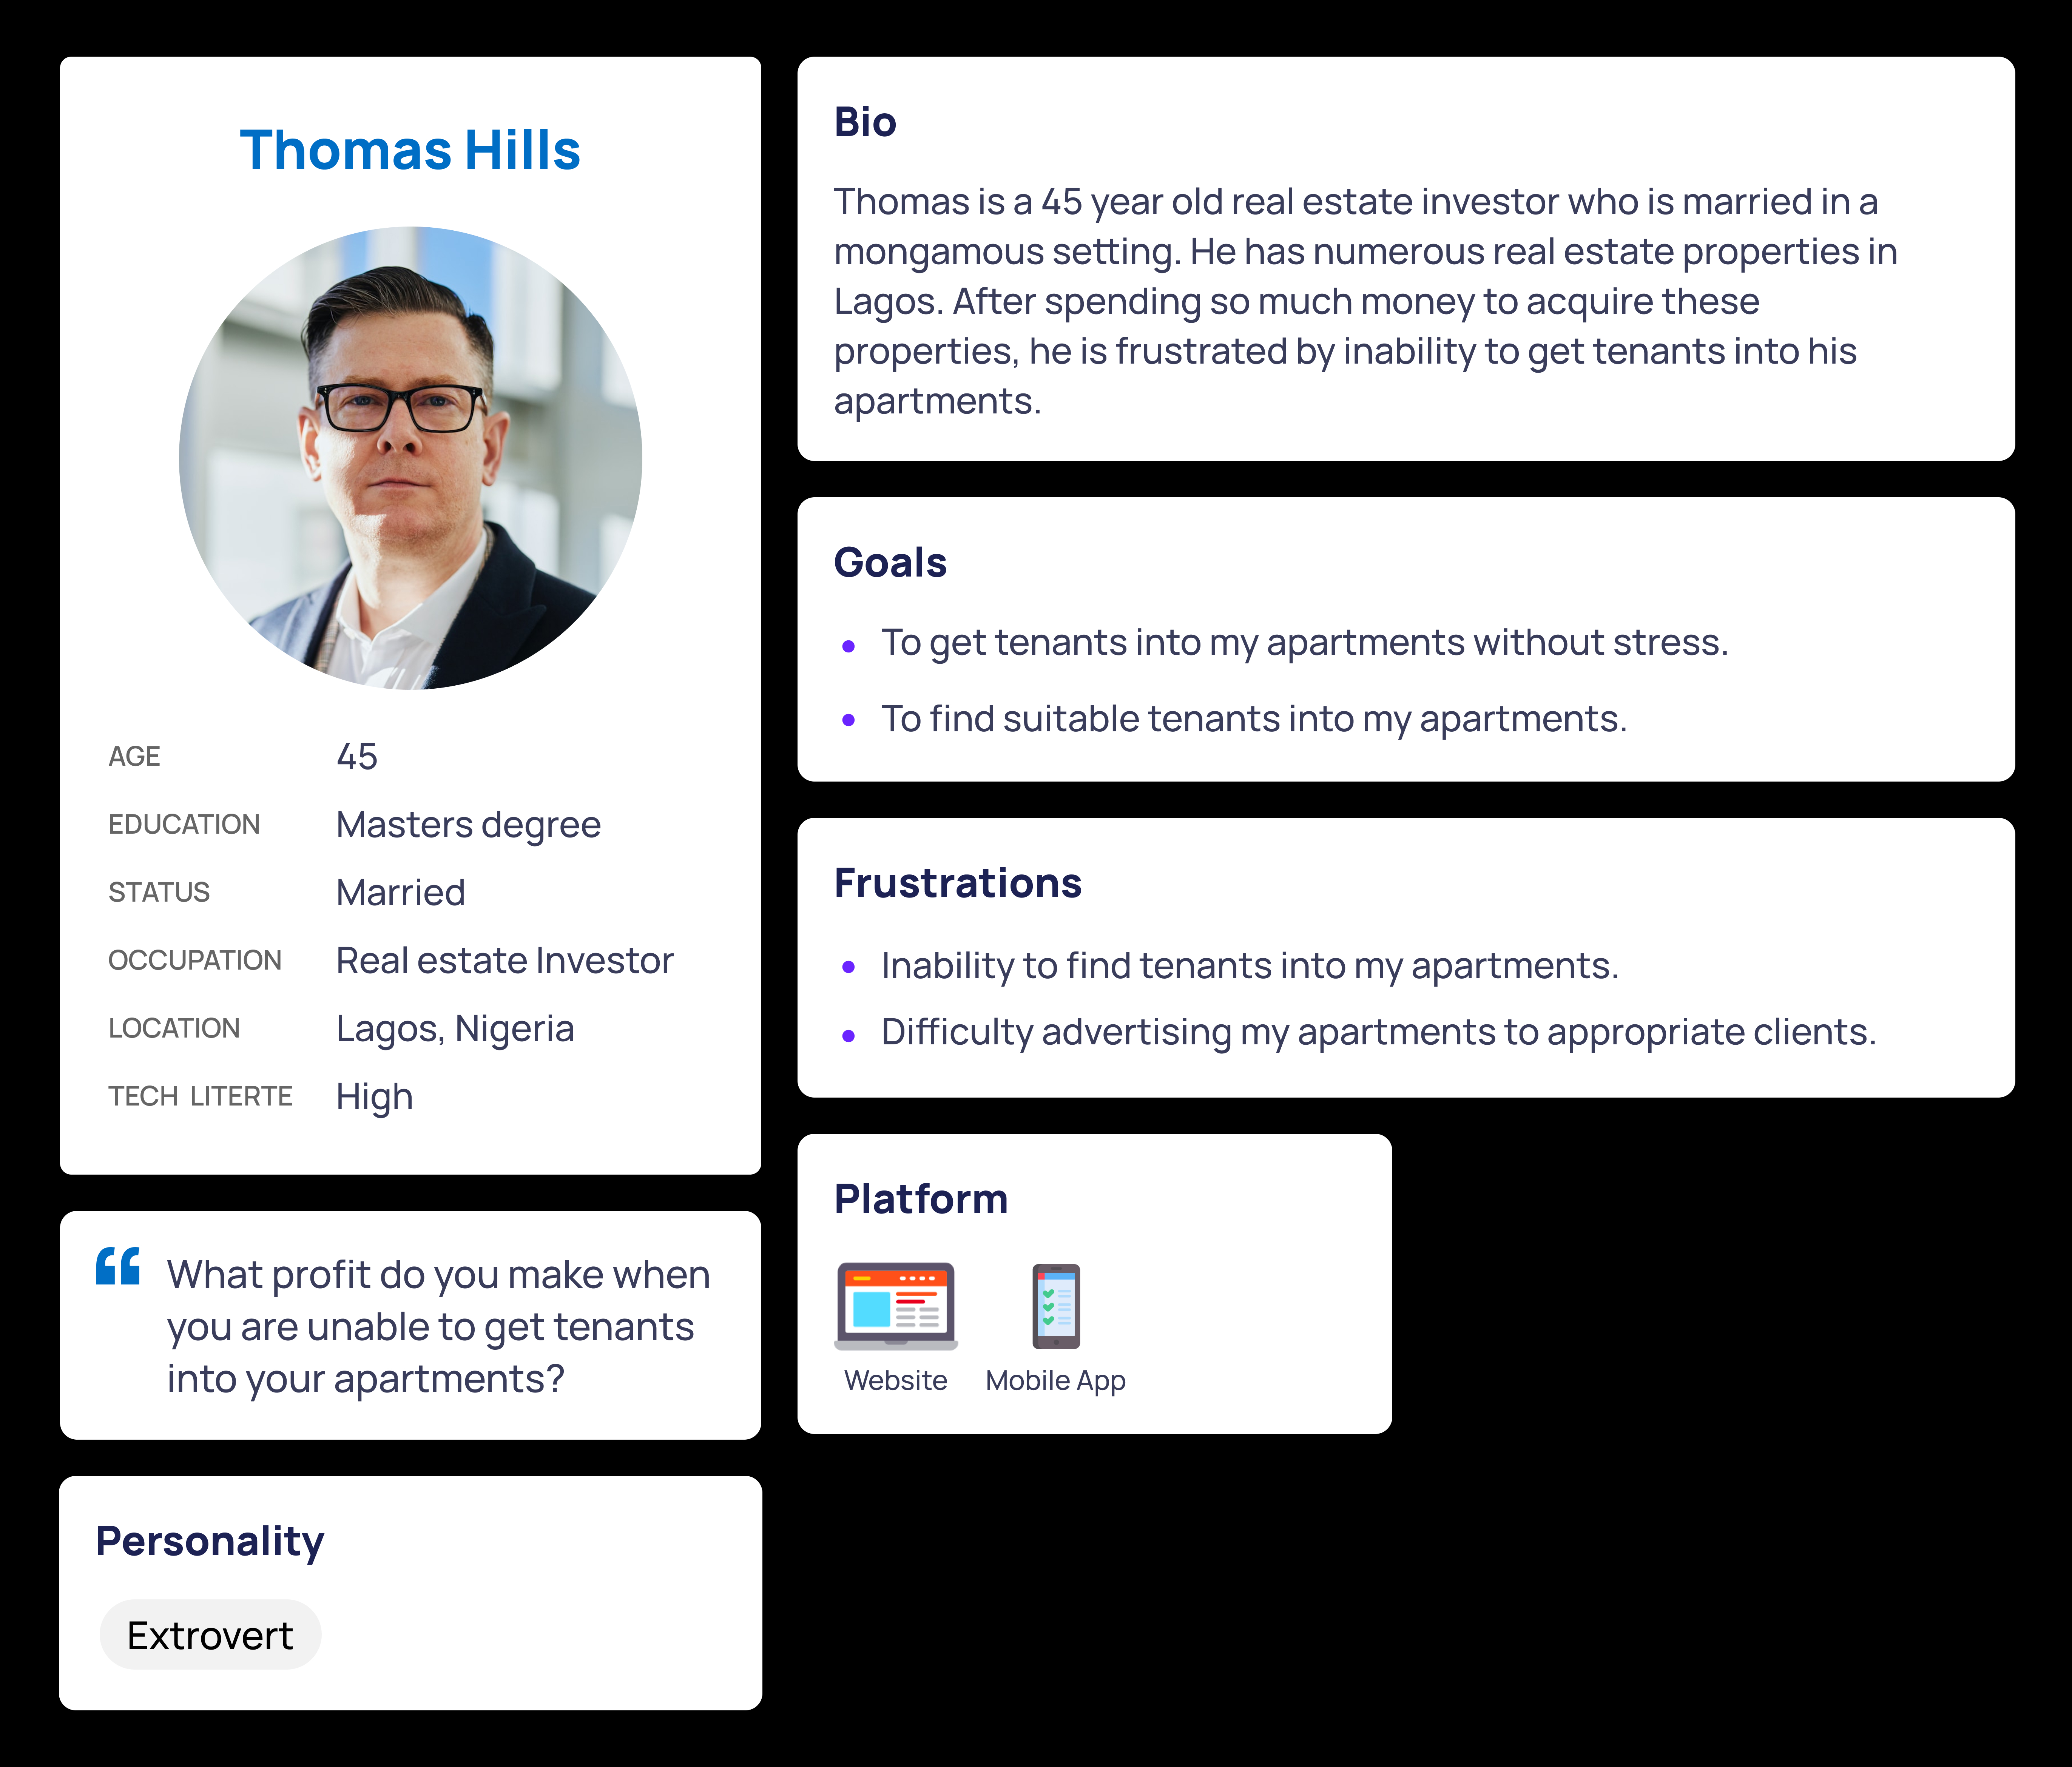 Thomas Hills
AGE 45
EDUCATION Masters degree
STATUS Married
OCCUPATION Real estate Investor
LOCATION Lagos, Nigeria
TECH LITERTE High
“ What profit do you make when
you are unable to get tenants
into your apartments?
Personality
Extrovert
Bio
Thomas is a 45 year old real estate investor who is married in a
mongamous setting. He has numerous real estate properties in
Lagos. After spending so much money to acquire these
properties, he is frustrated by inability to get tenants into his
apartments.
Goals
• To get tenants into my apartments without stress.
• To find suitable tenants into my apartments.
Frustrations
• Inability to find tenants into my apartments.
• Difficulty advertising my apartments to appropriate clients.
Platform
Website Mobile App